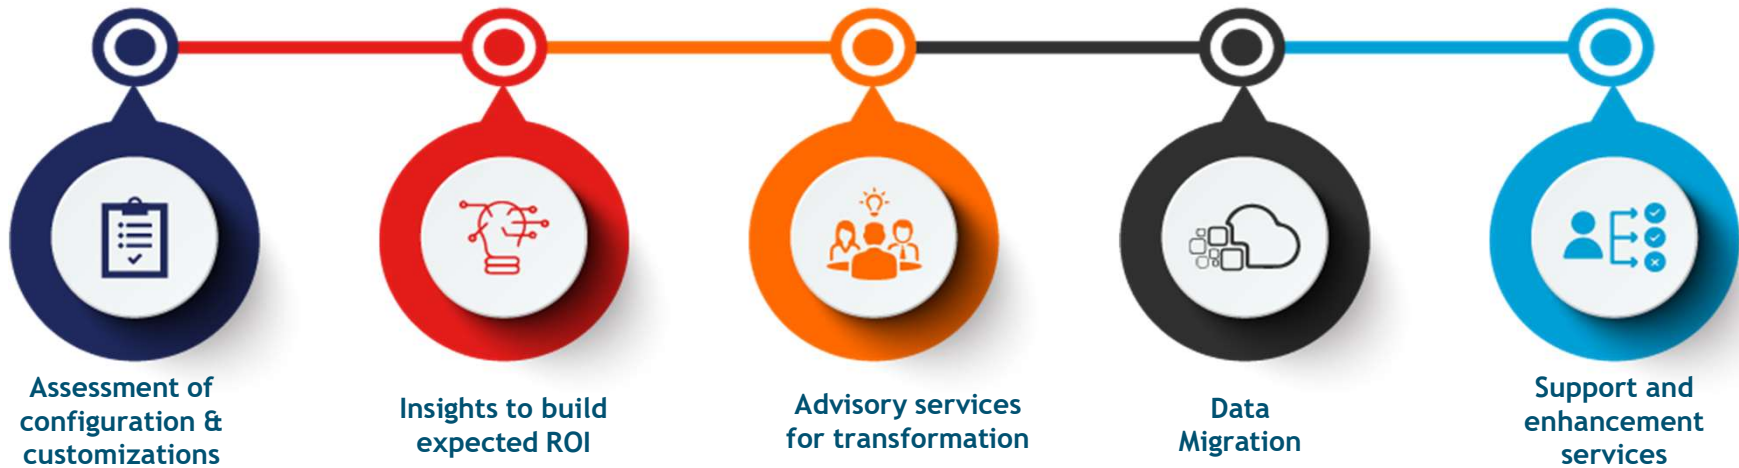 Assessment of
configuration &
customizations
Insights to build
expected ROI
Advisory services
for transformation
Data
Migration
Support and
enhancement
services